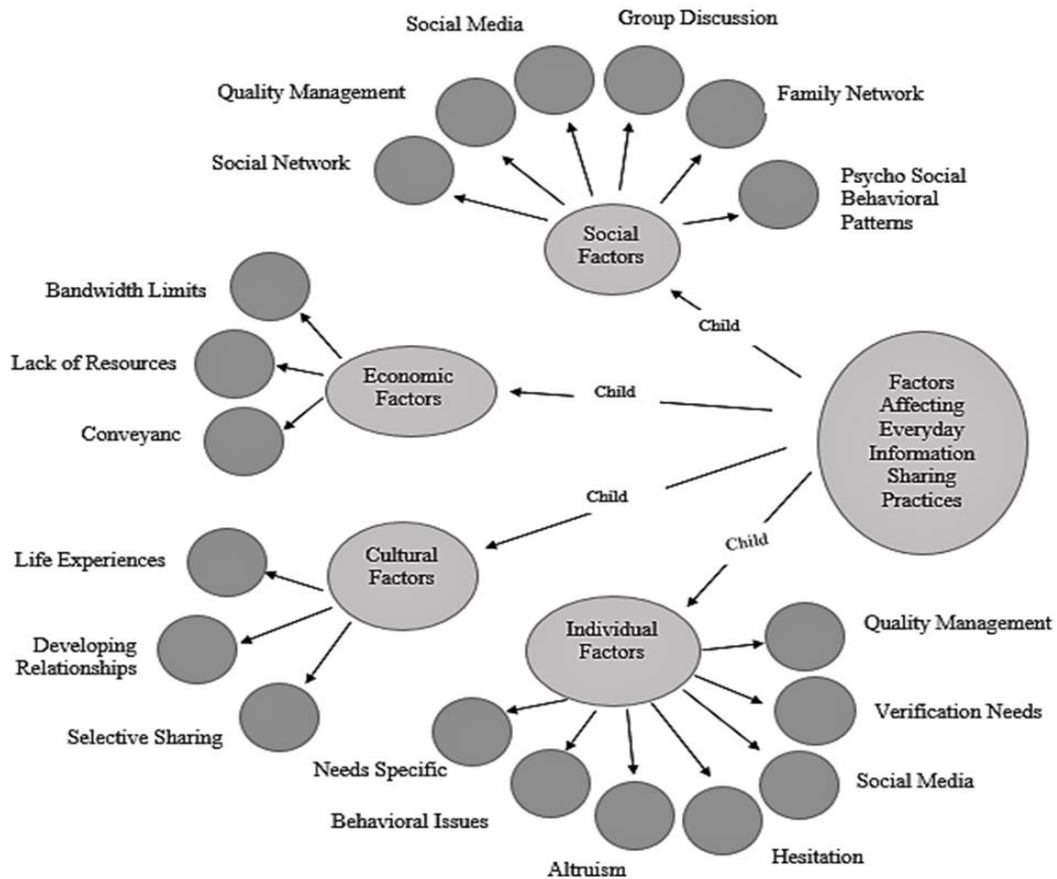 Social Media
Group Discussion
Quality Management
Family Network
Social Network
Psycho Social
Behavioral
Patterns
Social
Factors
Child
Bandwidth Limits
Lack of Resources
Conveyanc
Economic
Factors
Child
Factors
Affecting
Everyday
Information
Sharing
Practices
Child
Child
Life Experiences
Developing
Relationships
Selective Sharing
Cultural
Factors
Individual
Factors
Quality Management
Verification Needs
Social Media
Hesitation
Altruism
Behavioral Issues
Needs Specific